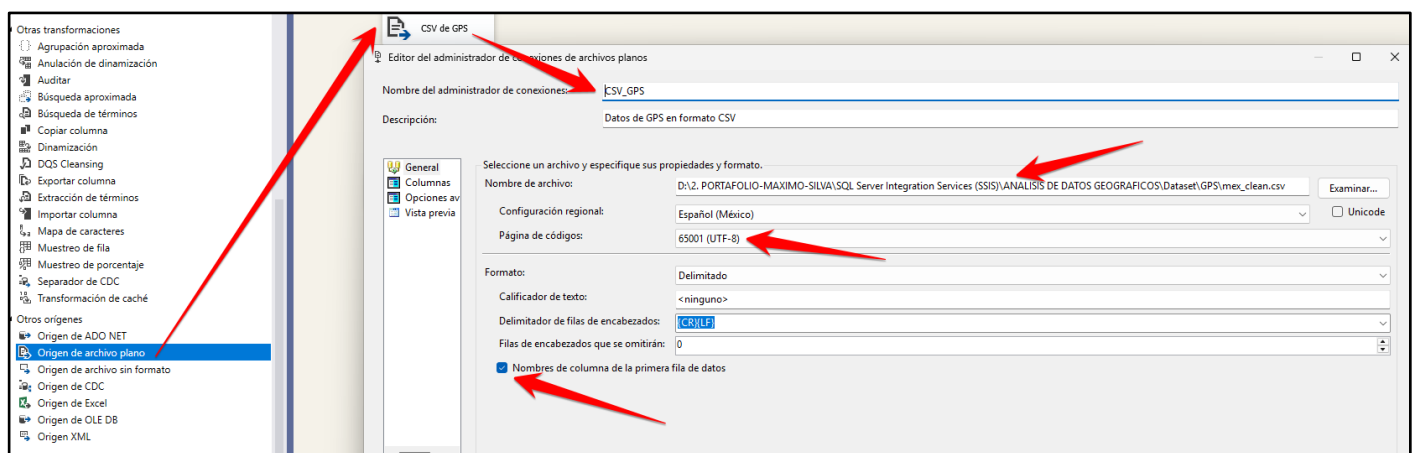 Otras transformaciones
Agrupación aproximada
Anulación de dinamización
Auditar
Búsqueda aproximada
Búsqueda de términos
Copiar columna
Dinamización
DQS Cleansing
Exportar columna
Extracción de términos
Importar columna
Mapa de caracteres
Muestreo de fila
Muestreo de porcentaje
Separador de CDC
Transformación de caché
Otros orígenes
Origen de ADO NET
Origen de archivo plano
Origen de archivo sin formato
Origen de CDC
Origen de Excel
Origen de OLE DB
Origen XML
CSV de GPS
Editor del administrador de conexiones de archivos planos
Nombre del administrador de conexiones: CSV_GPS
Descripción: Datos de GPS en formato CSV
General
Columnas
Opciones av
Vista previa
Seleccione un archivo y especifique sus propiedades y formato.
Nombre de archivo: D:\2. PORTAFOLIO-MAXIMO-SILVA\SQL Server Integration Services (SSIS)\ANALISIS DE DATOS GEOGRAFICOS\Dataset\GPS\mex_clean.csv Examinar...
Configuración regional: Español (México) Unicode
Página de códigos: 65001 (UTF-8)
Formato: Delimitado
Calificador de texto: <ninguno>
Delimitador de filas de encabezados: {CR}{LF}
Filas de encabezados que se omitirán: 0
Nombres de columna de la primera fila de datos